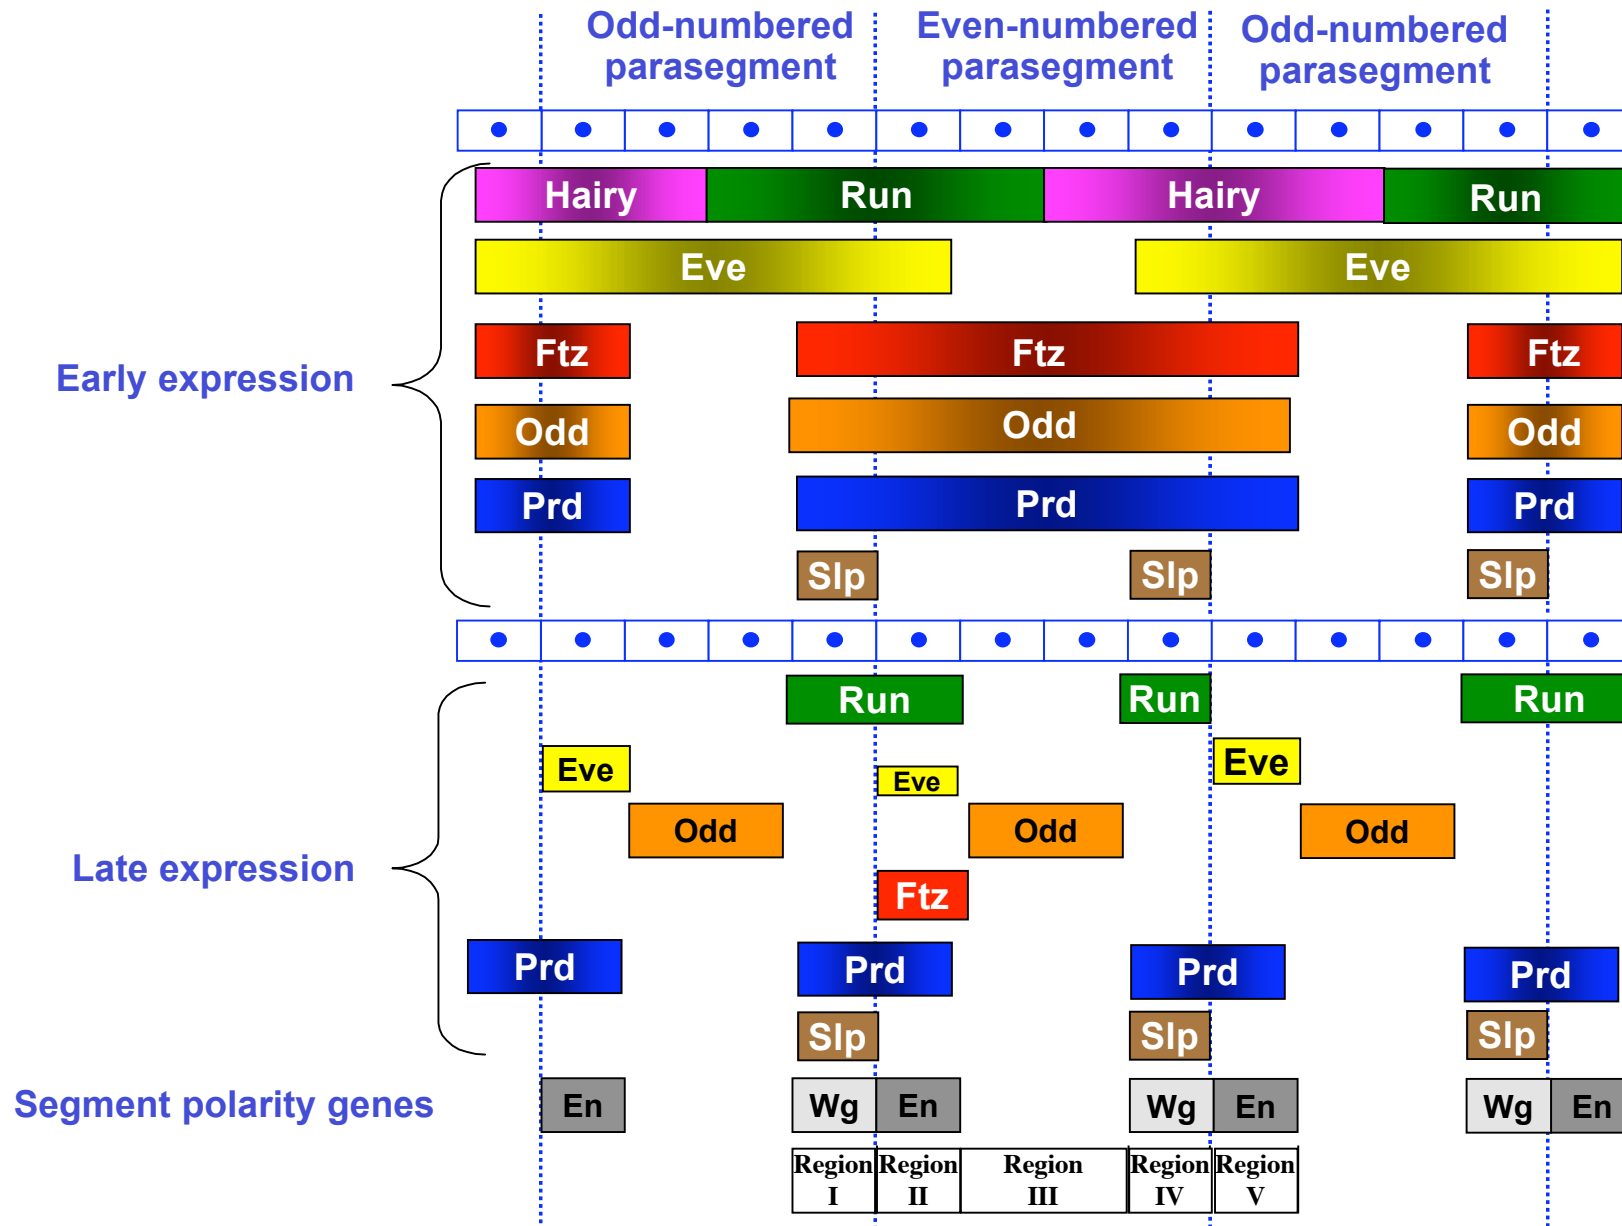 Odd-numbered parasegment
Even-numbered parasegment
Odd-numbered parasegment
Hairy Run Hairy Run
Eve Eve
Early expression
Ftz Ftz Ftz
Odd Odd Odd
Prd Prd Prd
Slp Slp Slp
Late expression
Run Run Run
Eve Eve Eve
Odd Odd Odd
Ftz
Prd Prd Prd Prd
Slp Slp Slp
Segment polarity genes
En Wg En Wg En Wg En
Region I
Region II
Region III
Region IV
Region V